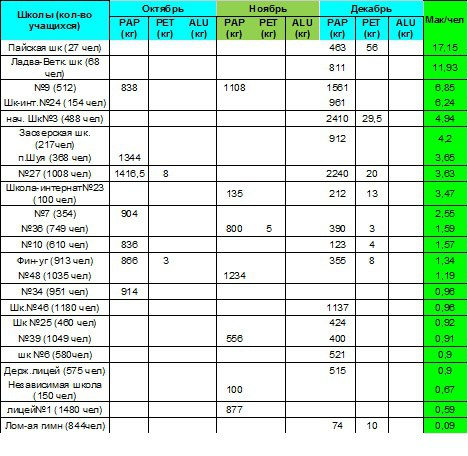 Школы (кол-во учащихся) Октябрь Ноябрь Декабрь Мак/чел
PAP (кг) PET (кг) ALU (кг) PAP (кг) PET (кг) ALU (кг) PAP (кг) PET (кг) ALU (кг)
Пайская шк (27 чел) 463 56 17,15
Ладва-Ветк. шк (68 чел) 811 11,93
№9 (512) 838 1108 1561 6,85
Шк-инт.№24 (154 чел) 961 6,24
нач. Шк№3 (488 чел) 2410 29,5 4,94
Заозерская шк. (217чел) 912 4,2
п.Шуя (368 чел) 1344 3,65
№27 (1008 чел) 1416,5 8 2240 20 3,63
Школа-интернат№23 (100 чел) 135 212 13 3,47
№7 (354) 904 2,55
№36 (749 чел) 800 5 390 3 1,59
№10 (610 чел) 836 123 4 1,57
Фин-уг (913 чел) 866 3 355 8 1,34
№48 (1035 чел) 1234 1,19
№34 (951 чел) 914 0,96
Шк.№46 (1180 чел) 1137 0,96
Шк №25 (460 чел) 424 0,92
№39 (1049 чел) 556 400 0,91
шк №6 (580чел) 521 0,9
Держ.лицей (575 чел) 515 0,9
Независимая школа (150 чел) 100 0,67
лицей№1 (1480 чел) 877 0,59
Лом-ая гимн (844чел) 74 10 0,09